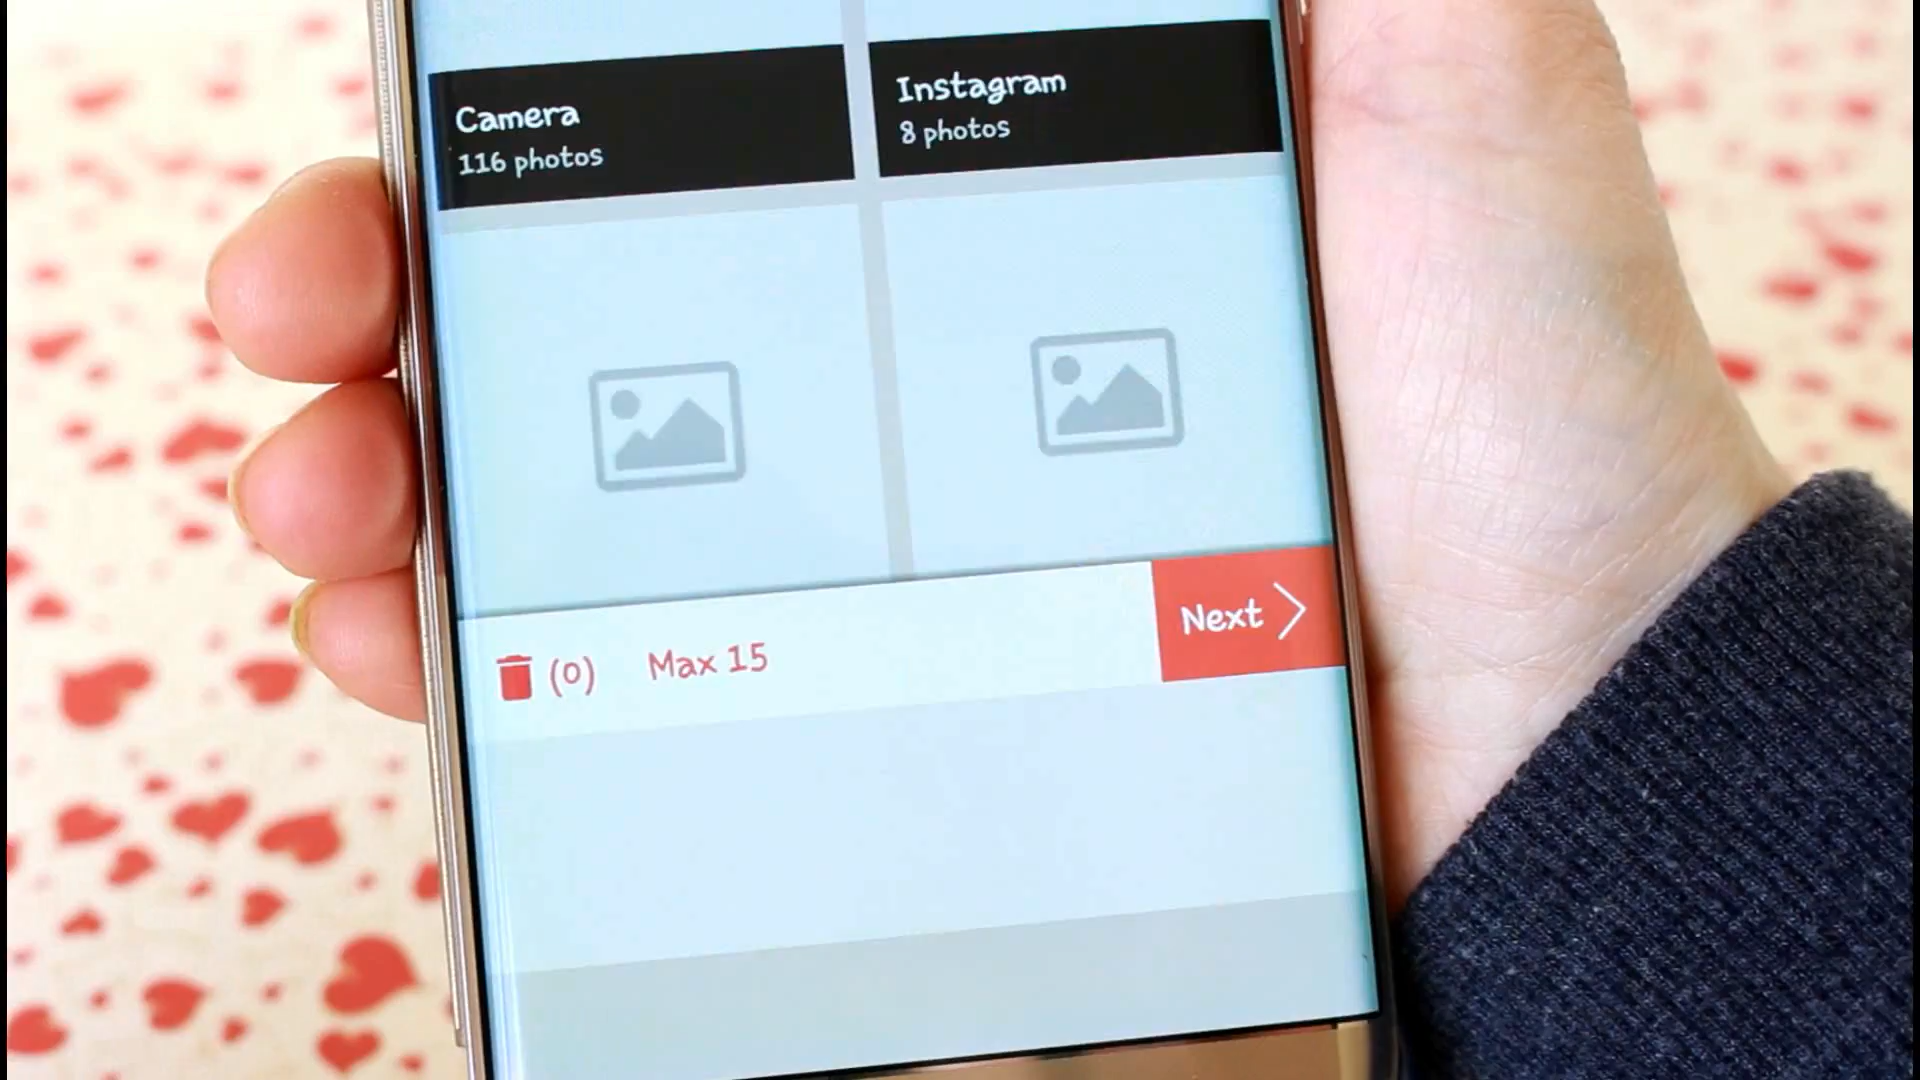 Camera
116 photos
Instagram
8 photos
(0) Max 15
Next